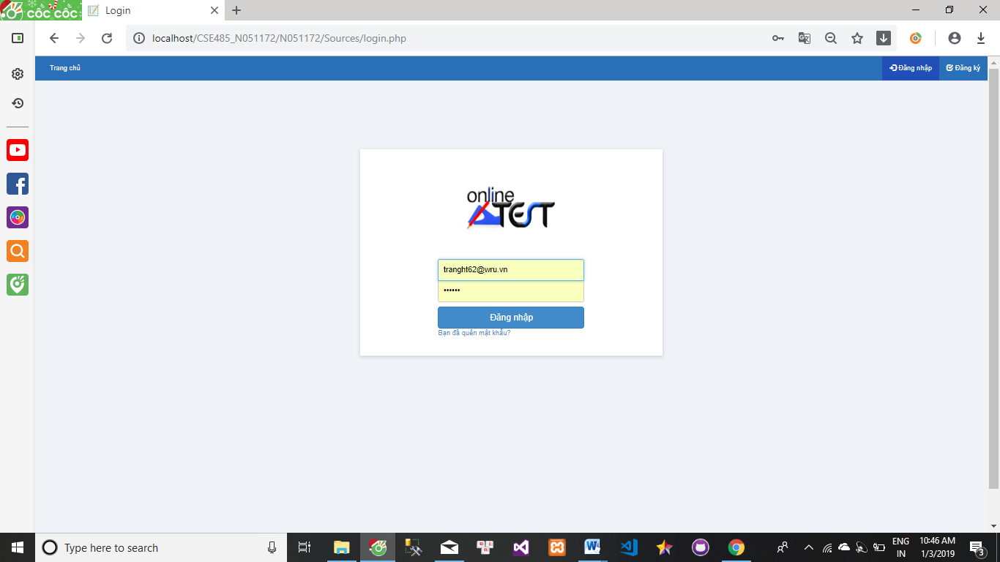 cốc cốc
Login
localhost/CSE485_N051172/N051172/Sources/login.php
Trang chủ
Đăng nhập
Đăng ký
online
TEST
tranght62@wru.vn
••••••
Đăng nhập
Bạn đã quên mật khẩu?
Type here to search
ENG
IN
10:46 AM
1/3/2019
3